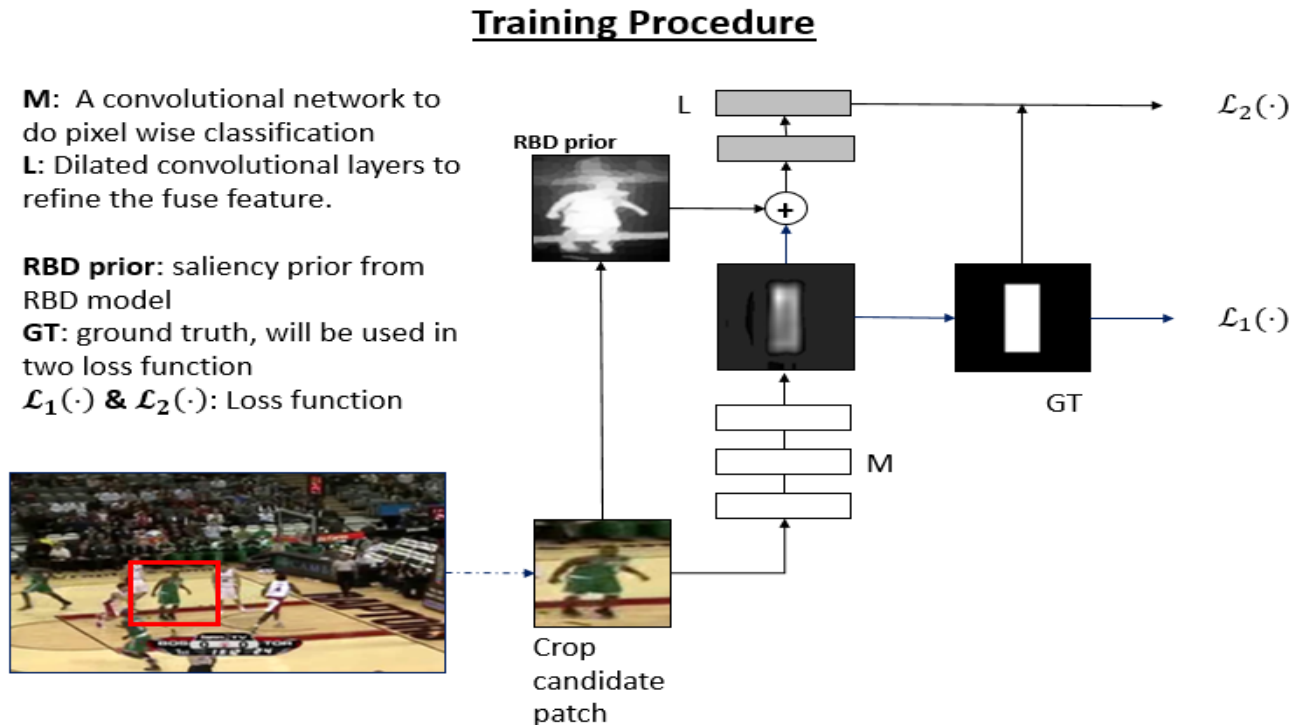 Training Procedure
M: A convolutional network to
do pixel wise classification
L: Dilated convolutional layers to
refine the fuse feature.
RBD prior: saliency prior from
RBD model
GT: ground truth, will be used in
two loss function
ℒ₁(·) & ℒ₂(·): Loss function
L
ℒ₂(·)
RBD prior
+
ℒ₁(·)
GT
M
BOS
TOR
Crop
candidate
patch